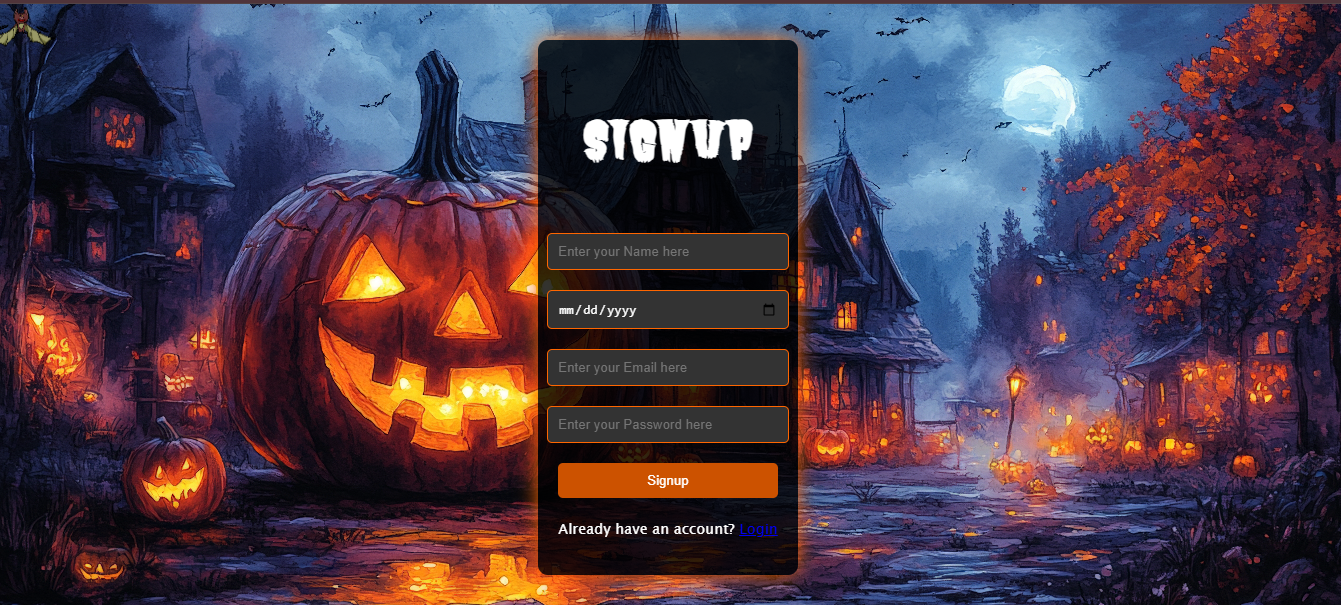 SIGNUP
Enter your Name here
mm/dd/yyyy
Enter your Email here
Enter your Password here
Signup
Already have an account? Login